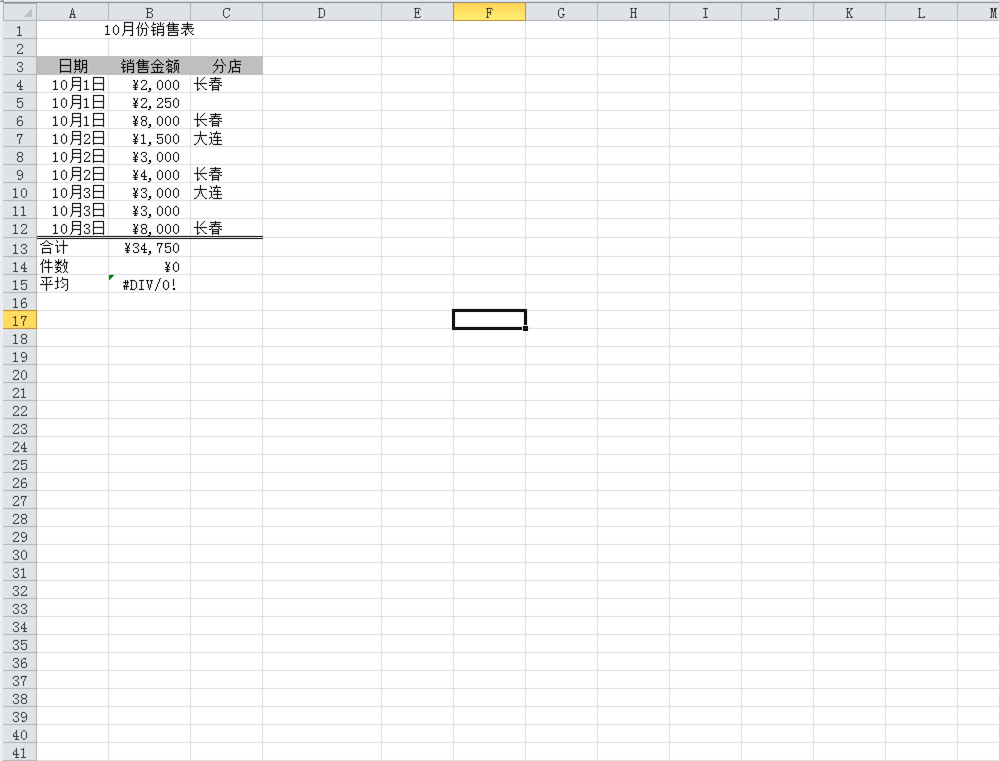 A B C D E F G H I J K L M
1 10月份销售表
2
3 日期 销售金额 分店
4 10月1日 ¥2,000 长春
5 10月1日 ¥2,250
6 10月1日 ¥8,000 长春
7 10月2日 ¥1,500 大连
8 10月2日 ¥3,000
9 10月2日 ¥4,000 长春
10 10月3日 ¥3,000 大连
11 10月3日 ¥3,000
12 10月3日 ¥8,000 长春
13 合计 ¥34,750
14 件数 ¥0
15 平均 #DIV/0!
16
17
18
19
20
21
22
23
24
25
26
27
28
29
30
31
32
33
34
35
36
37
38
39
40
41